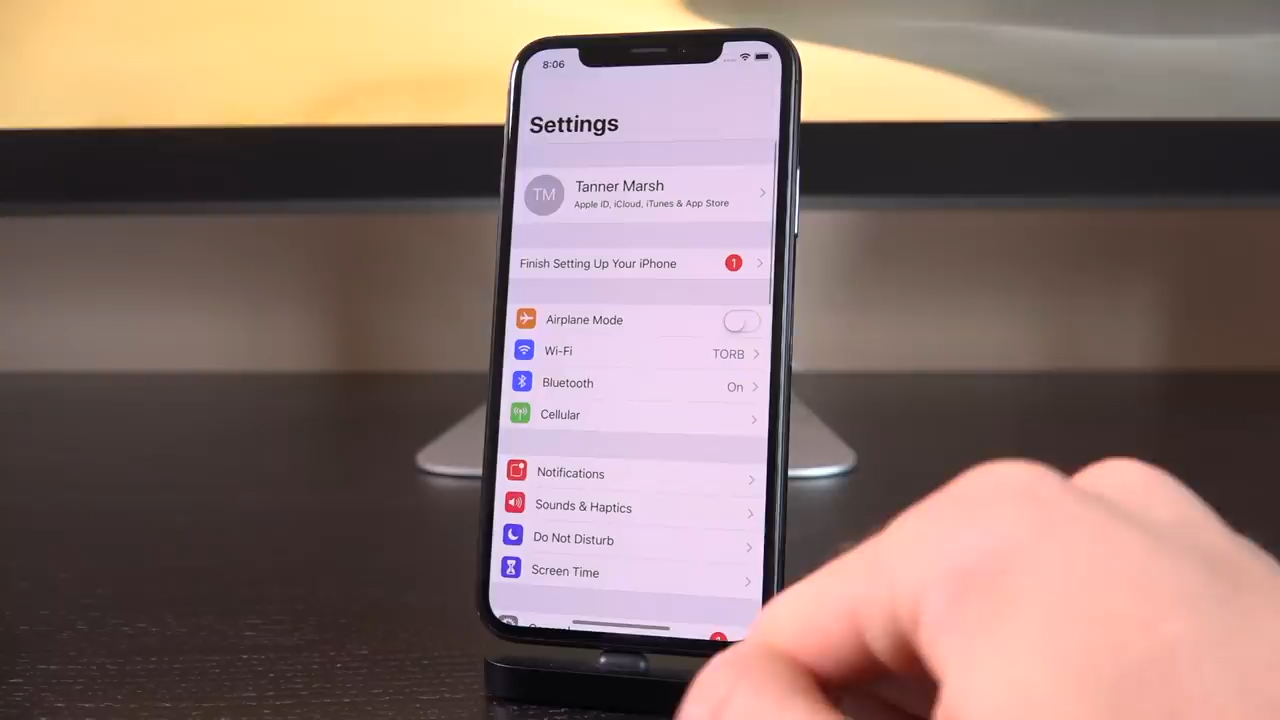 8:06
Settings
TM
Tanner Marsh
Apple ID, iCloud, iTunes & App Store
Finish Setting Up Your iPhone 1
Airplane Mode
Wi-Fi TORB
Bluetooth On
Cellular
Notifications
Sounds & Haptics
Do Not Disturb
Screen Time
General